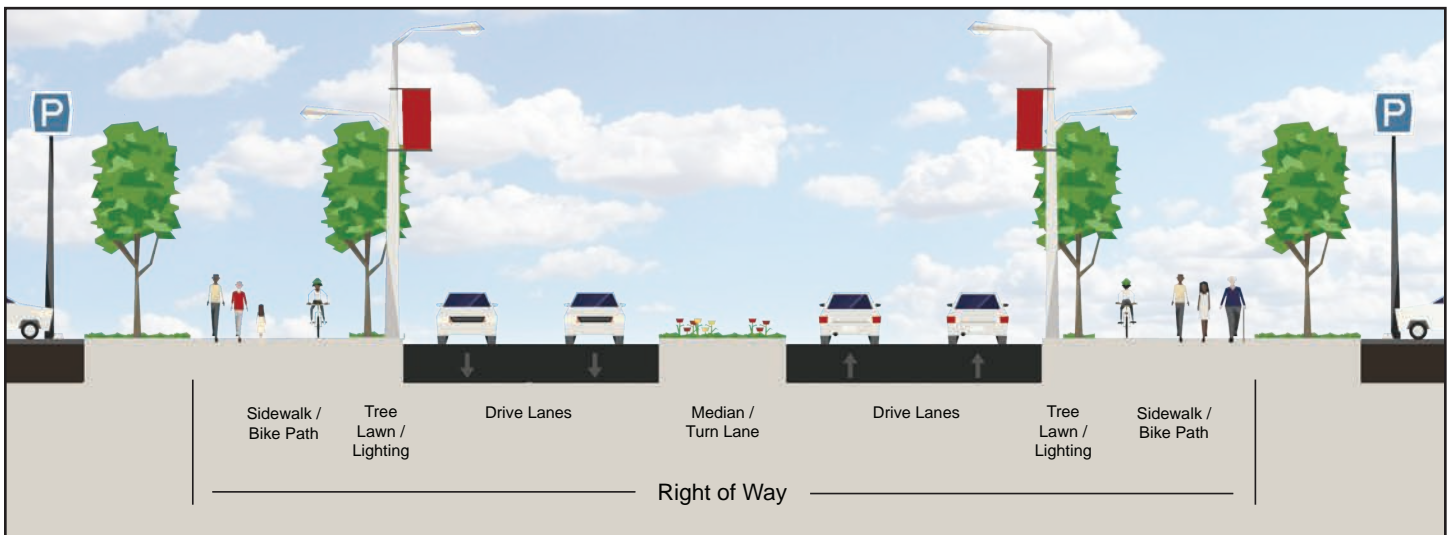 P
P
Sidewalk /
Bike Path
Tree
Lawn /
Lighting
Drive Lanes
Median /
Turn Lane
Drive Lanes
Tree
Lawn /
Lighting
Sidewalk /
Bike Path
Right of Way